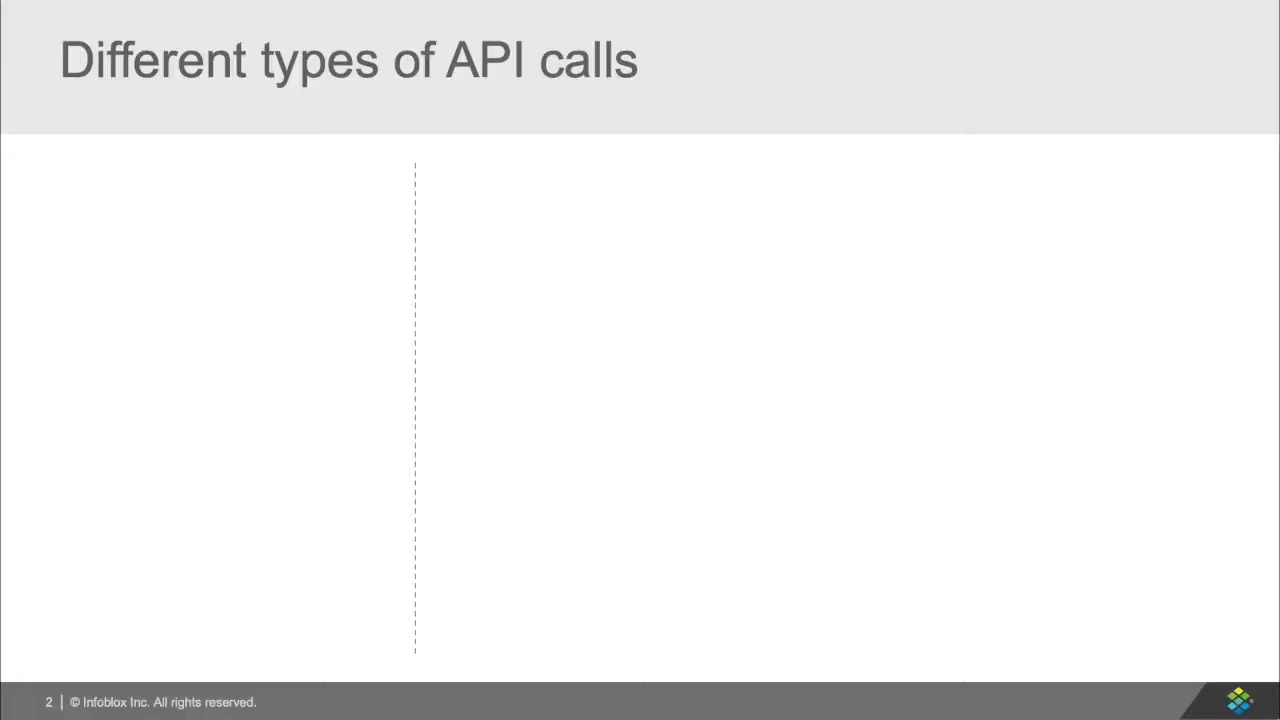 Different types of API calls
2 | © Infoblox Inc. All rights reserved.